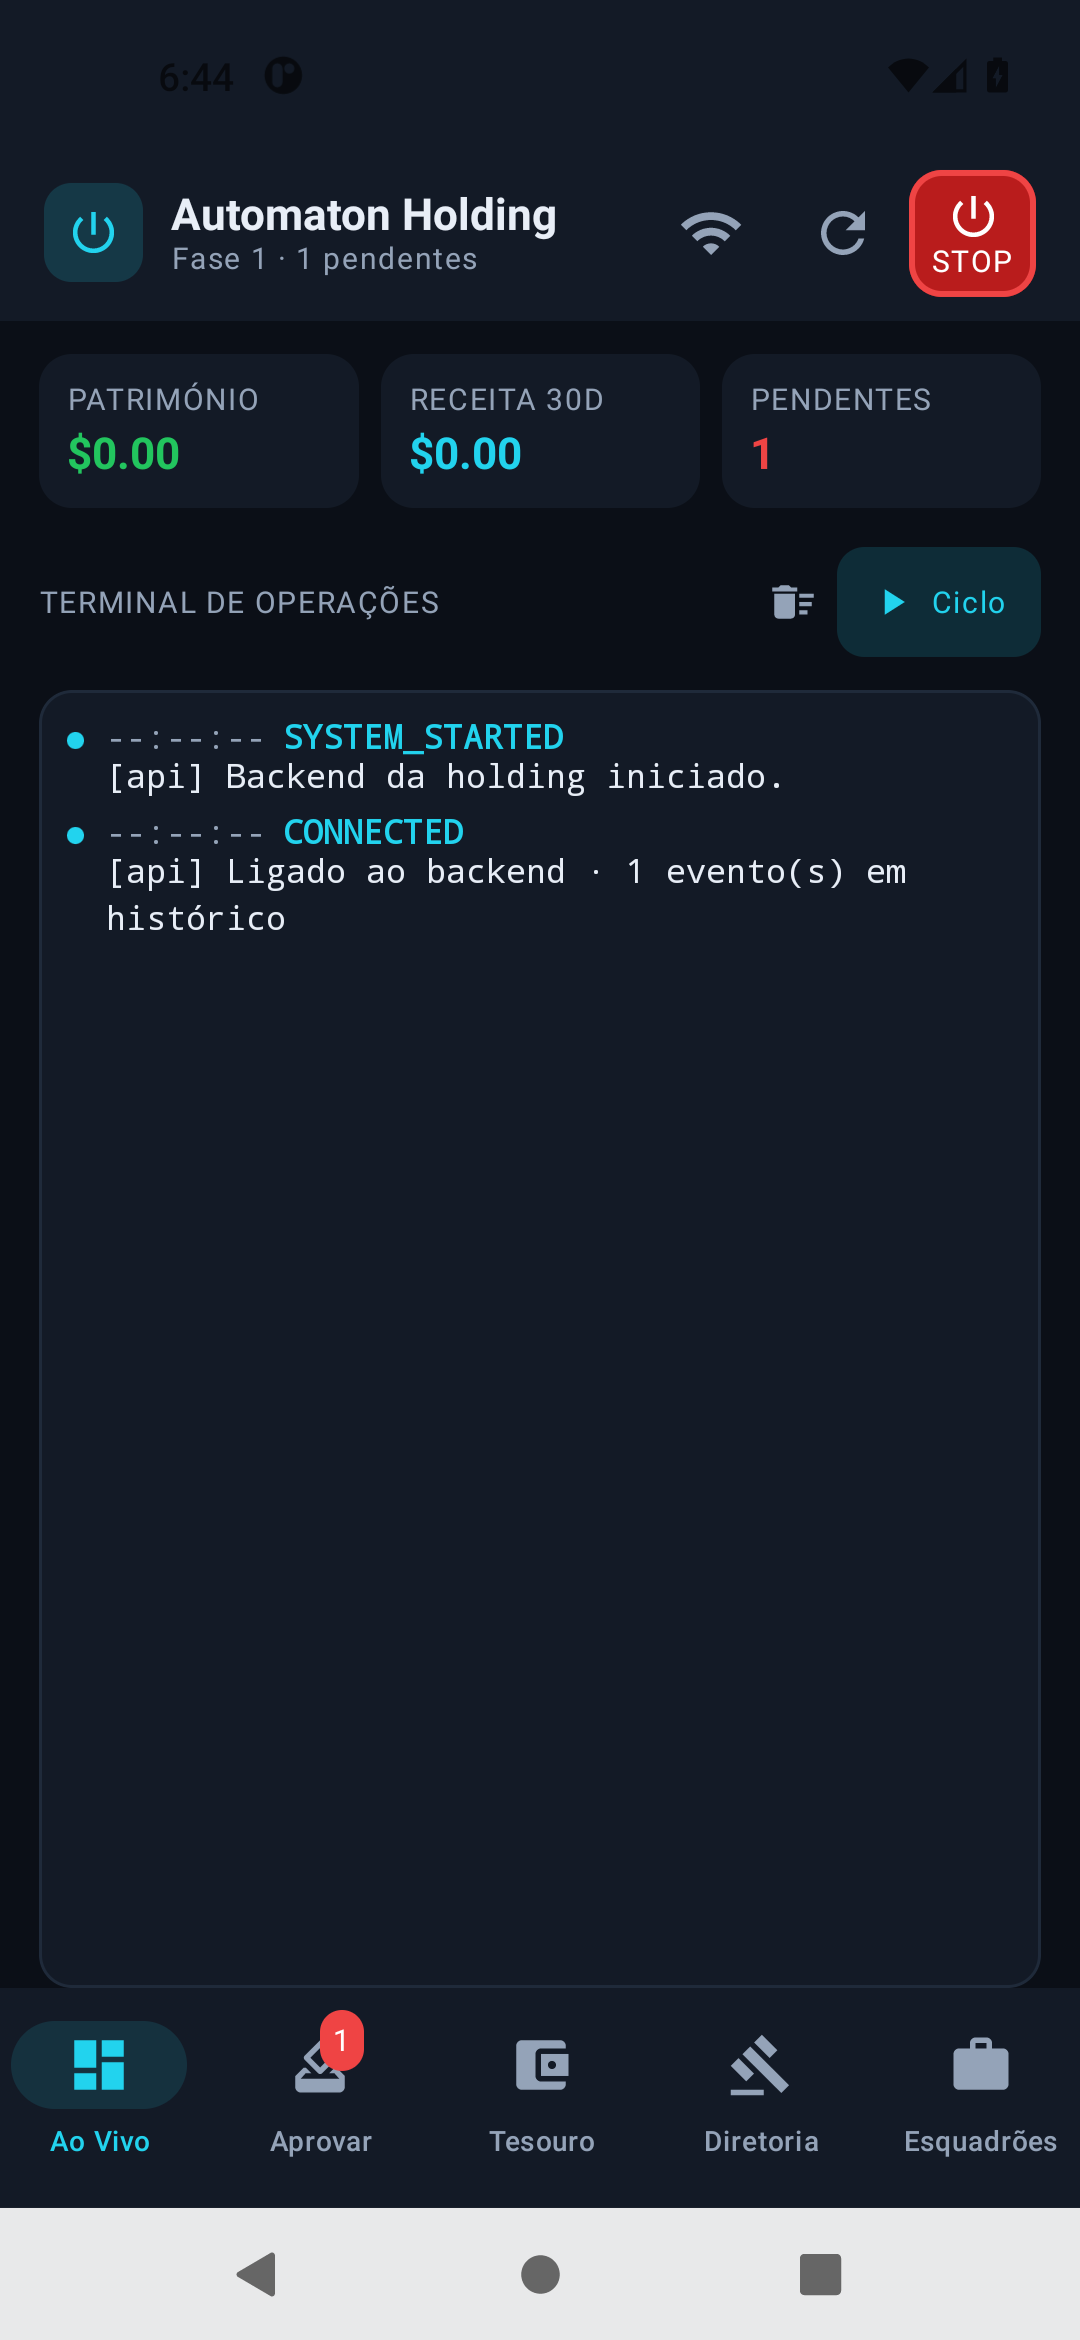 6:44
Automaton Holding
Fase 1 · 1 pendentes
STOP
PATRIMÓNIO
$0.00
RECEITA 30D
$0.00
PENDENTES
1
TERMINAL DE OPERAÇÕES
Ciclo
--:--:-- SYSTEM_STARTED
[api] Backend da holding iniciado.
--:--:-- CONNECTED
[api] Ligado ao backend · 1 evento(s) em
histórico
1
Ao Vivo
Aprovar
Tesouro
Diretoria
Esquadrões